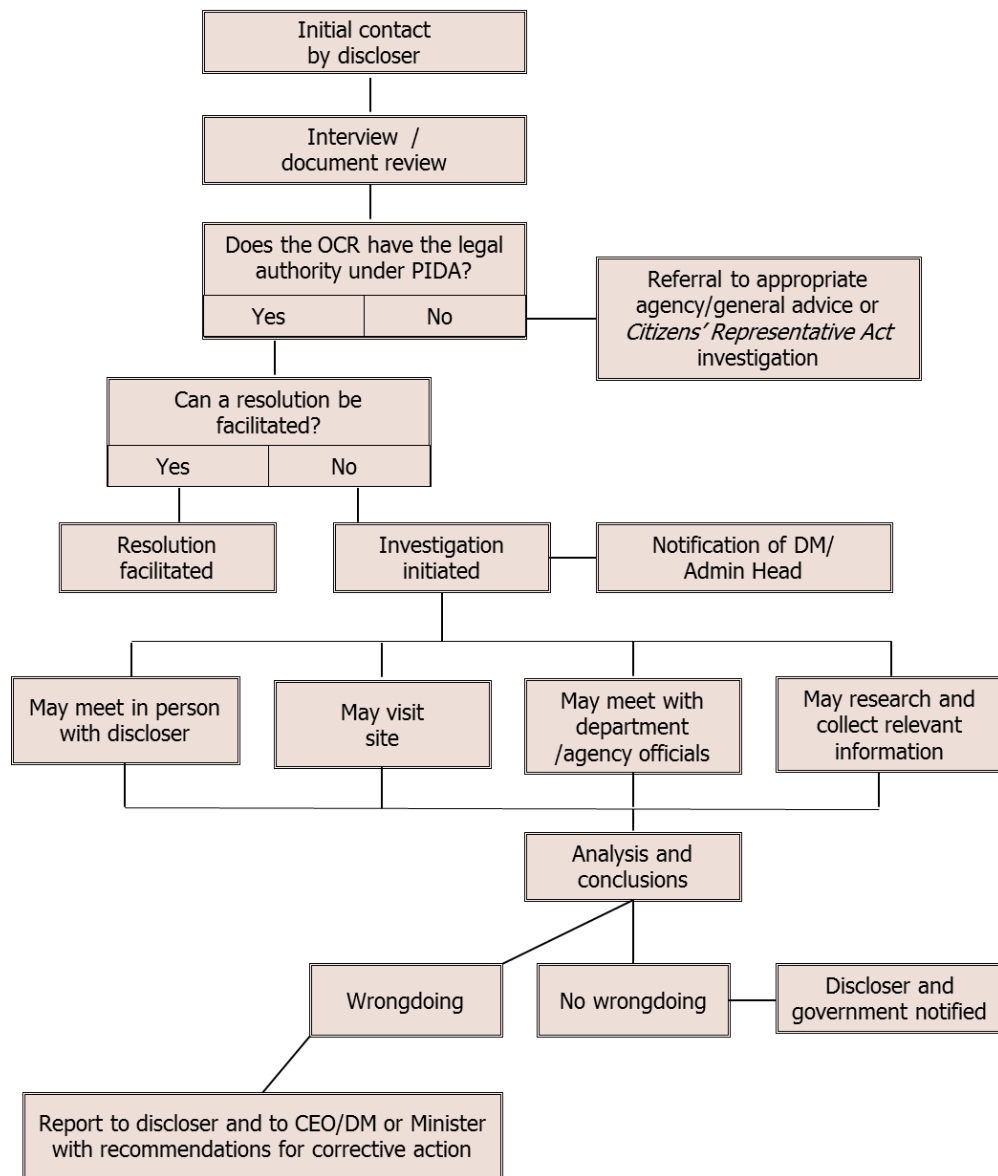 Initial contact
by discloser
Interview /
document review
Does the OCR have the legal
authority under PIDA?
Yes
No
Referral to appropriate
agency/general advice or
Citizens' Representative Act
investigation
Can a resolution be
facilitated?
Yes
No
Resolution
facilitated
Investigation
initiated
Notification of DM/
Admin Head
May meet in person
with discloser
May visit
site
May meet with
department
/agency officials
May research and
collect relevant
information
Analysis and
conclusions
Wrongdoing
No wrongdoing
Discloser and
government notified
Report to discloser and to CEO/DM or Minister
with recommendations for corrective action